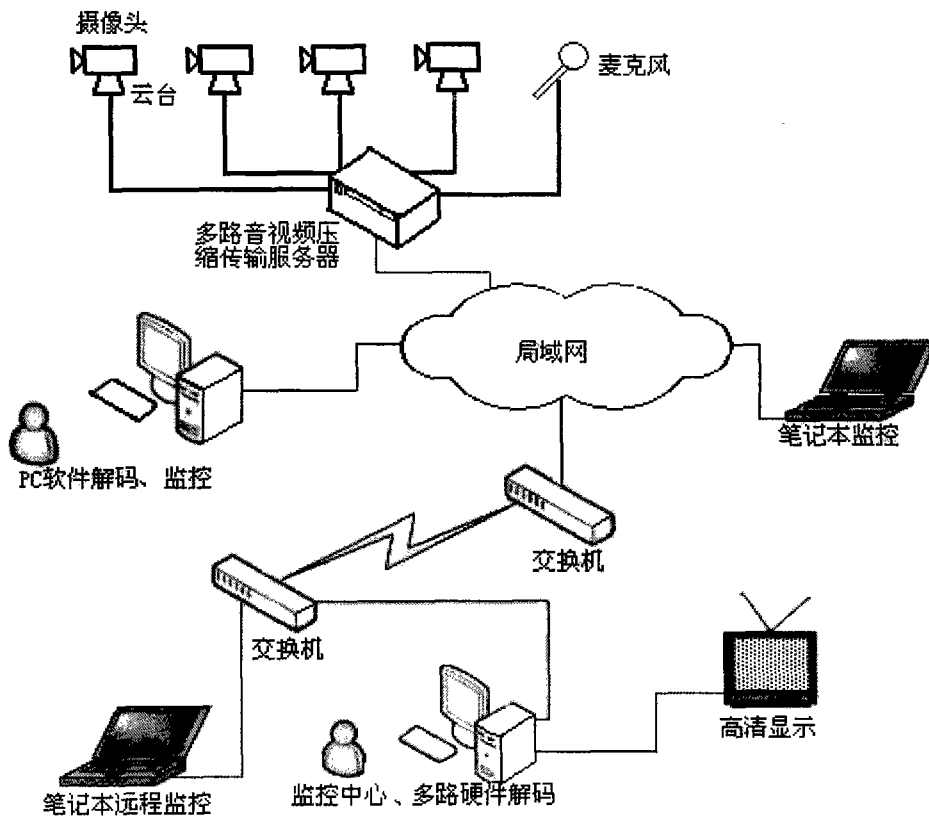 摄像头
云台
麦克风
多路音视频压
缩传输服务器
局域网
笔记本监控
PC软件解码、监控
交换机
交换机
高清显示
笔记本远程监控
监控中心、多路硬件解码